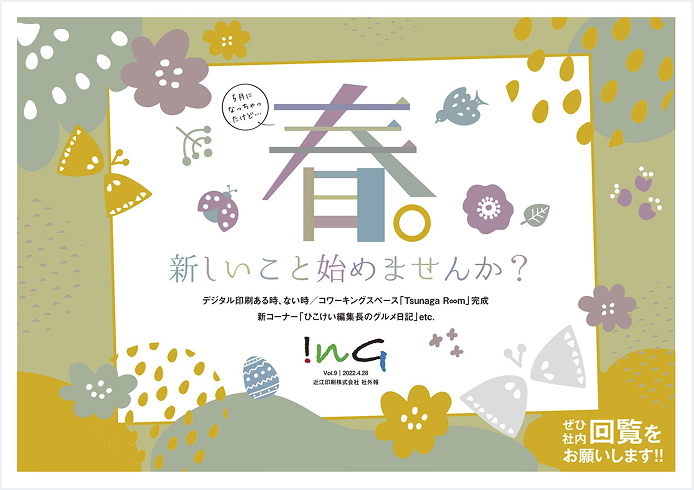 5月に
なっちゃっ
たけど…
春。
新しいこと始めませんか？
デジタル印刷ある時、ない時／コワーキングスペース「Tsunaga R∞m」完成
新コーナー「ひこけい編集長のグルメ日記」etc.
!nG
Vol.9｜2022.4.28
近江印刷株式会社 社外報
ぜひ
社内回覧を
お願いします!!